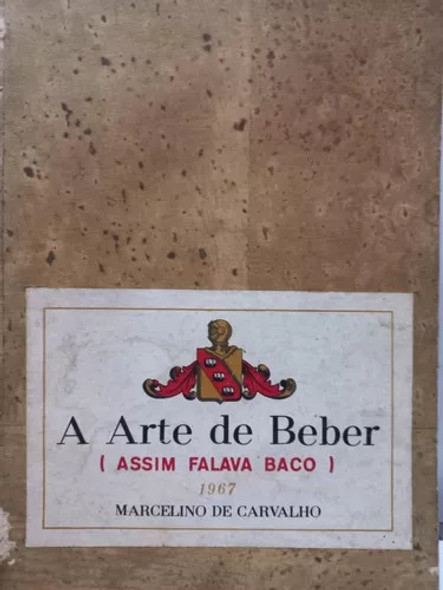 A Arte de Beber
( ASSIM FALAVA BACO )
1967
MARCELINO DE CARVALHO